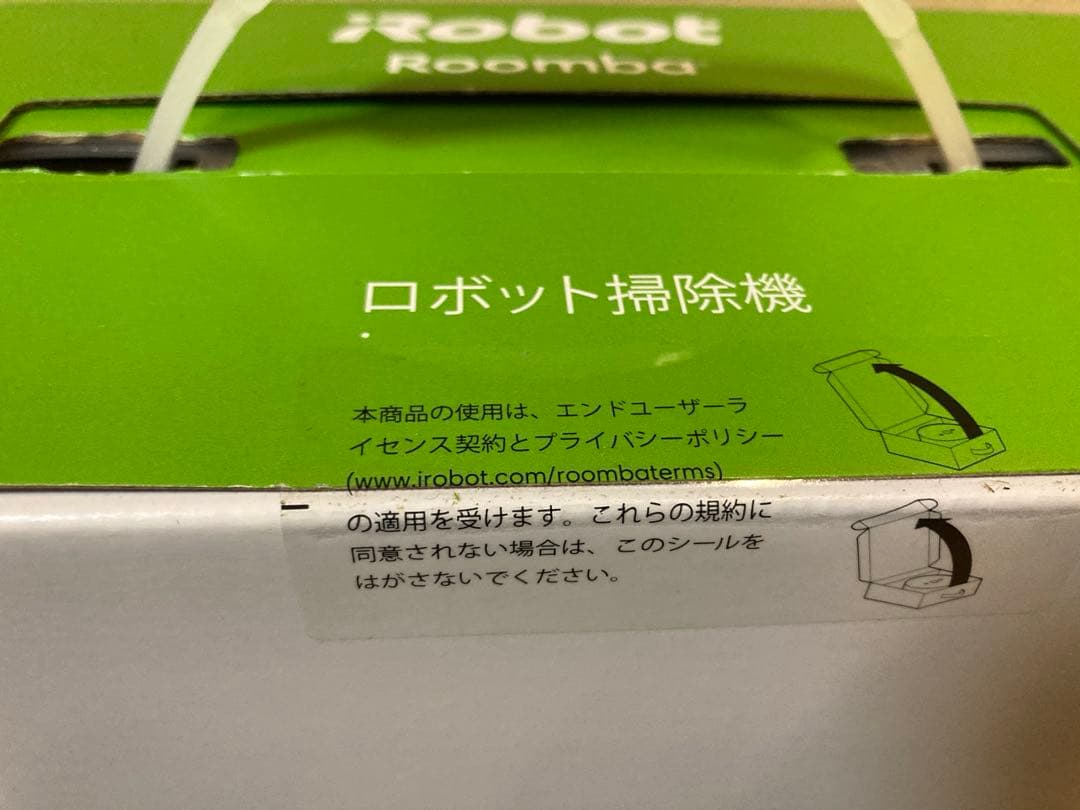 iRobot
Roomba
ロボット掃除機
本商品の使用は、エンドユーザーラ
イセンス契約とプライバシーポリシー
(www.irobot.com/roombaterms)
の適用を受けます。これらの規約に
同意されない場合は、このシールを
はがさないでください。